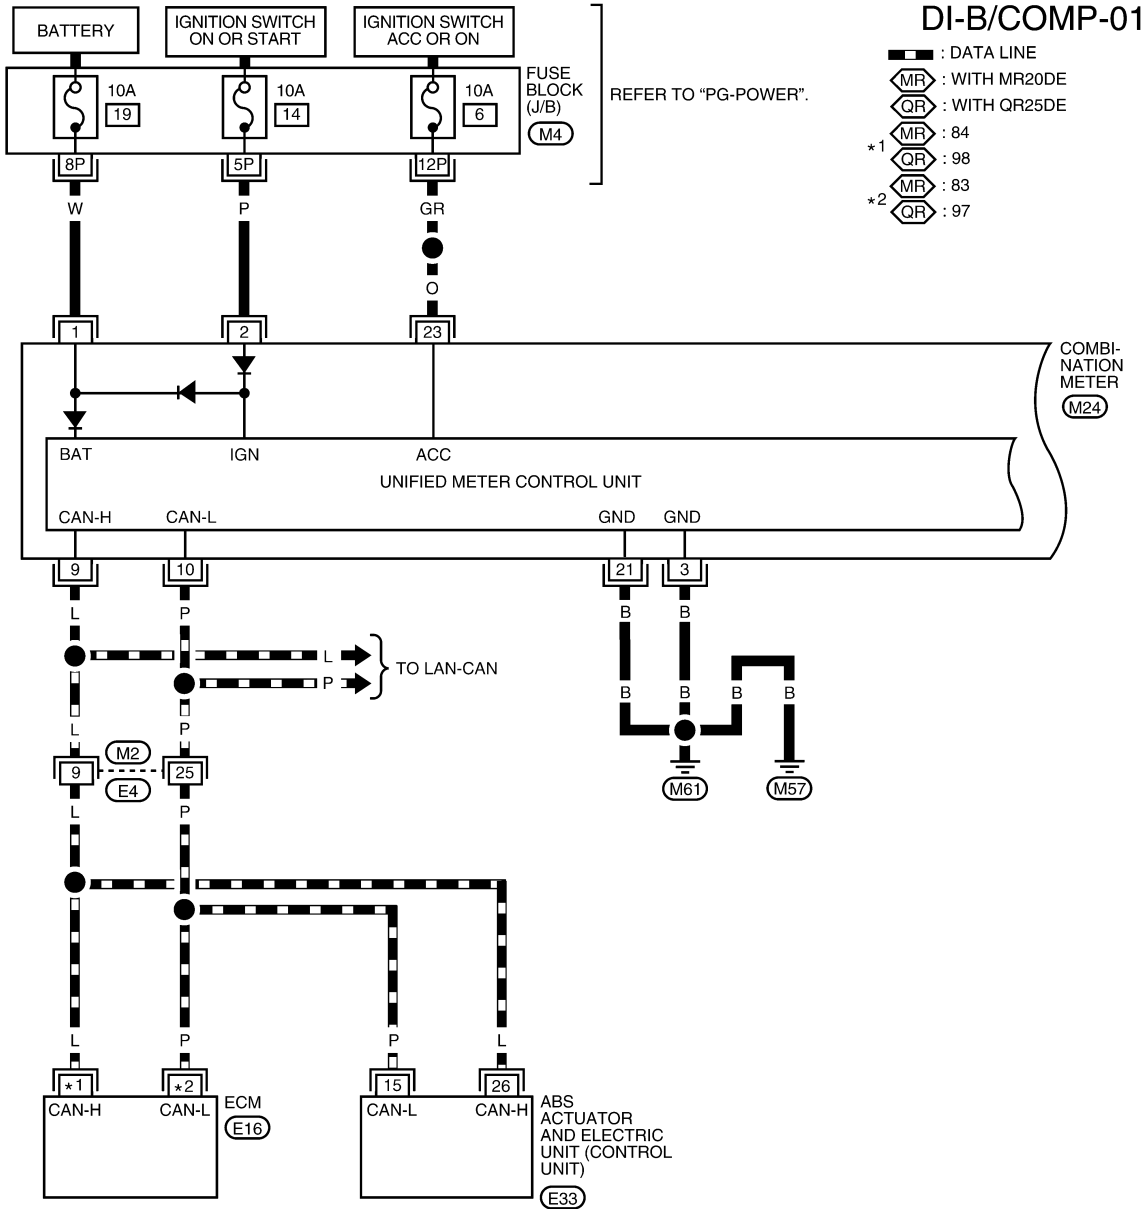 DI-B/COMP-01
BATTERY
IGNITION SWITCH
ON OR START
IGNITION SWITCH
ACC OR ON
: DATA LINE
MR : WITH MR20DE
QR : WITH QR25DE
*1
MR : 84
QR : 98
*2
MR : 83
QR : 97
10A
19
10A
14
10A
6
FUSE
BLOCK
(J/B)
M4
REFER TO “PG-POWER”.
8P
5P
12P
W
P
GR
O
1
2
23
COMBI-
NATION
METER
M24
BAT
IGN
ACC
UNIFIED METER CONTROL UNIT
CAN-H
CAN-L
GND
GND
9
10
21
3
L
P
B
B
L
P
TO LAN-CAN
B
B
B
B
L
P
M2
9
25
E4
M61
M57
L
P
L
P
P
L
*1
*2
15
26
CAN-H
CAN-L
ECM
E16
CAN-L
CAN-H
ABS
ACTUATOR
AND ELECTRIC
UNIT (CONTROL
UNIT)
E33